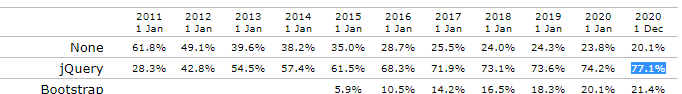 2011 2012 2013 2014 2015 2016 2017 2018 2019 2020 2020
1 Jan 1 Jan 1 Jan 1 Jan 1 Jan 1 Jan 1 Jan 1 Jan 1 Jan 1 Jan 1 Dec
None 61.8% 49.1% 39.6% 38.2% 35.0% 28.7% 25.5% 24.0% 24.3% 23.8% 20.1%
jQuery 28.3% 42.8% 54.5% 57.4% 61.5% 68.3% 71.9% 73.1% 73.6% 74.2% 77.1%
Bootstrap 5.9% 10.5% 14.2% 16.5% 18.3% 20.1% 21.4%